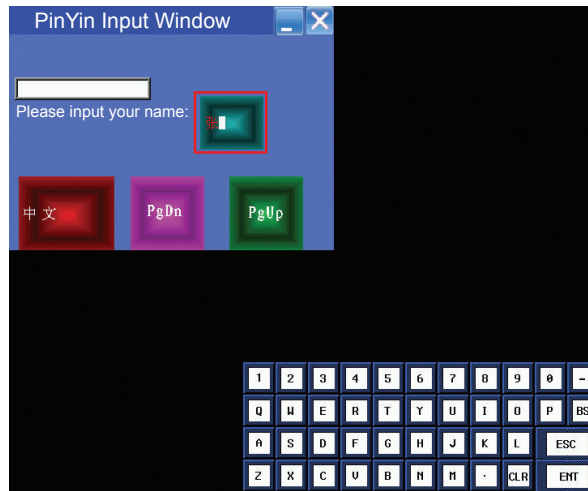 PinYin Input Window
Please input your name:
张
中文 PgDn PgUp
1 2 3 4 5 6 7 8 9 0 -
Q W E R T Y U I O P BS
A S D F G H J K L ESC
Z X C V B N M . CLR ENT